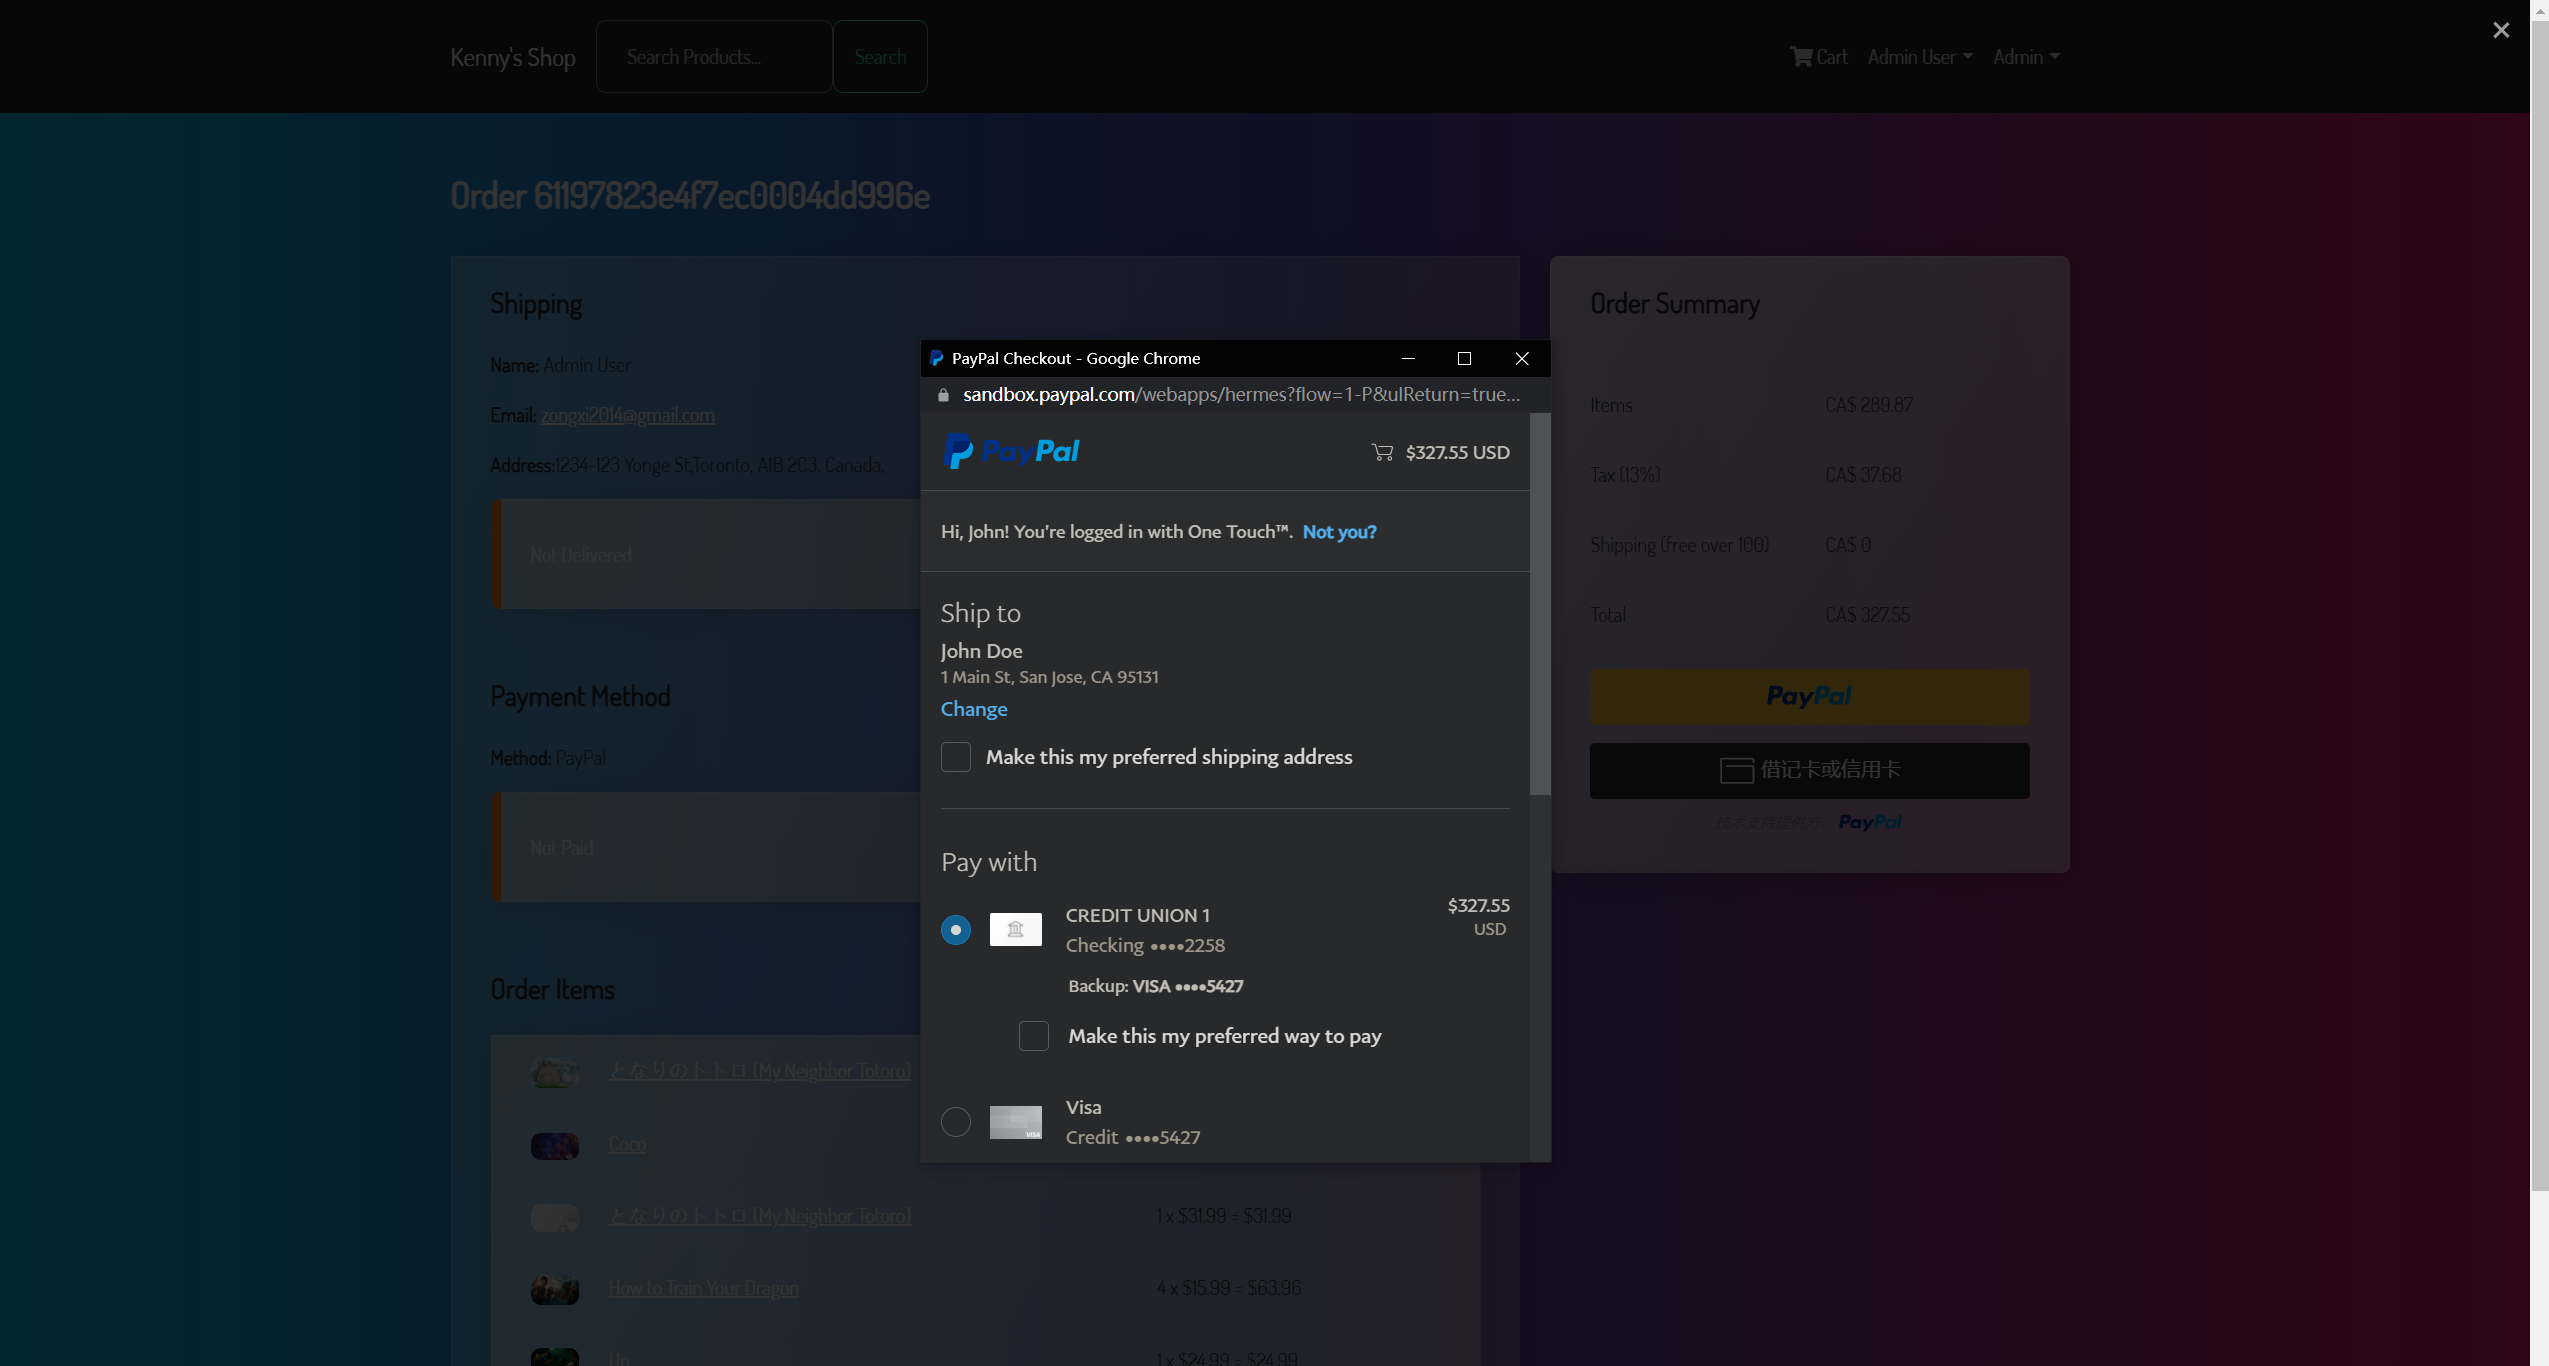 Kenny's Shop
Search Products...
Search
Cart
Admin User
Admin
Order 61197823e4f7ec0004dd996e
Shipping
Name: Admin User
Email: zongxi2014@gmail.com
Address:1234-123 Yonge St,Toronto, A1B 2C3, Canada,
Not Delivered
Payment Method
Method: PayPal
Not Paid
Order Items
となりのトトロ (My Neighbor Totoro)
Coco
となりのトトロ (My Neighbor Totoro)
1 x $31.99 = $31.99
How to Train Your Dragon
4 x $15.99 = $63.96
Up
1 x $24.99 = $24.99
PayPal Checkout - Google Chrome
sandbox.paypal.com/webapps/hermes?flow=1-P&ulReturn=true...
PayPal
$327.55 USD
Hi, John! You're logged in with One Touch™. Not you?
Ship to
John Doe
1 Main St, San Jose, CA 95131
Change
Make this my preferred shipping address
Pay with
CREDIT UNION 1
$327.55
USD
Checking ••••2258
Backup: VISA ••••5427
Make this my preferred way to pay
Visa
VISA
Credit ••••5427
Order Summary
Items CA$ 289.87
Tax (13%) CA$ 37.68
Shipping (free over 100) CA$ 0
Total CA$ 327.55
PayPal
借记卡或信用卡
技术支持提供方： PayPal